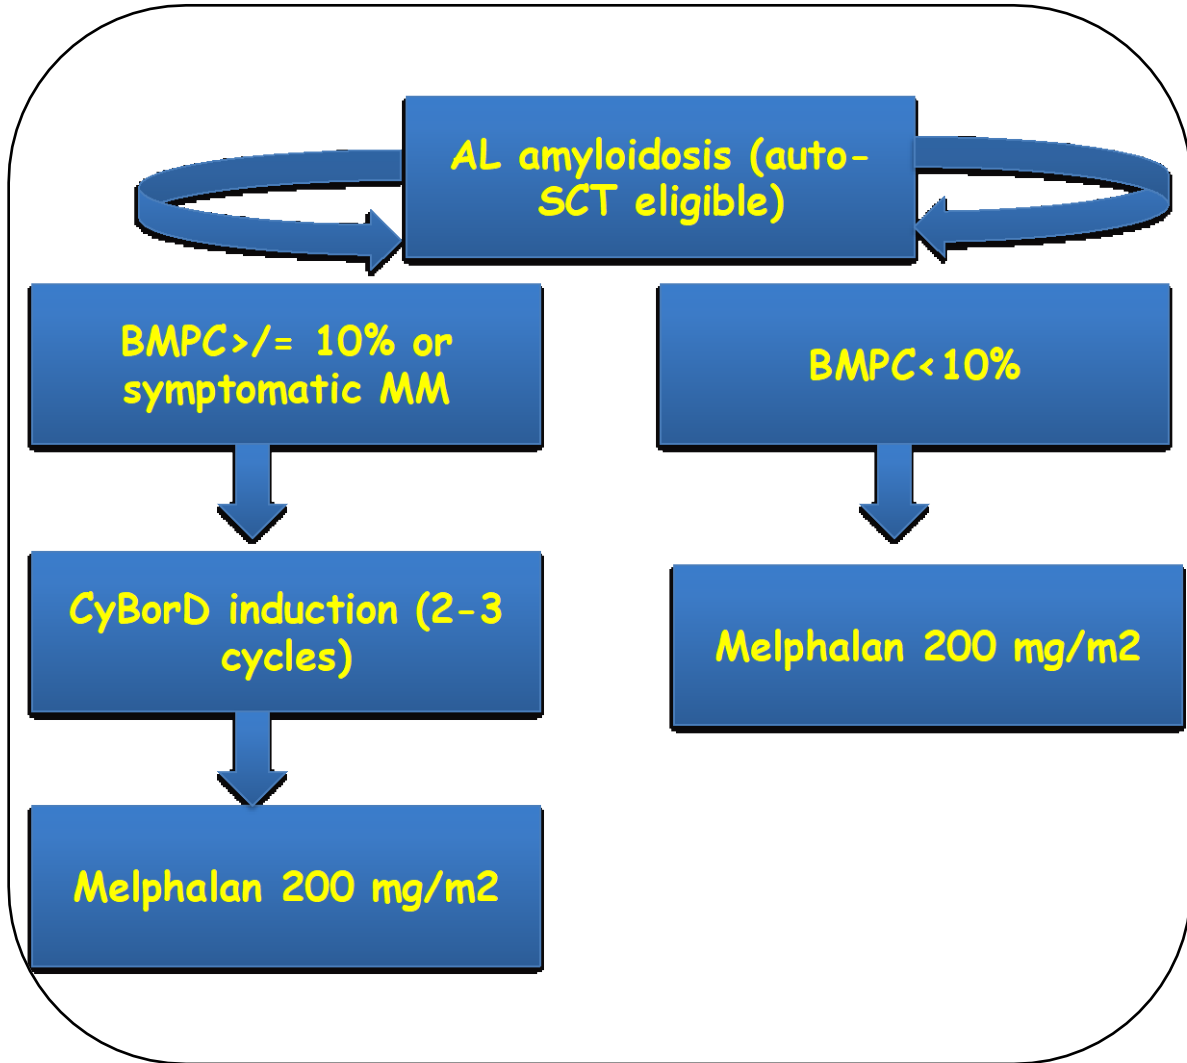 AL amyloidosis (auto-
SCT eligible)
BMPC>/= 10% or
symptomatic MM
BMPC<10%
CyBorD induction (2-3
cycles)
Melphalan 200 mg/m2
Melphalan 200 mg/m2